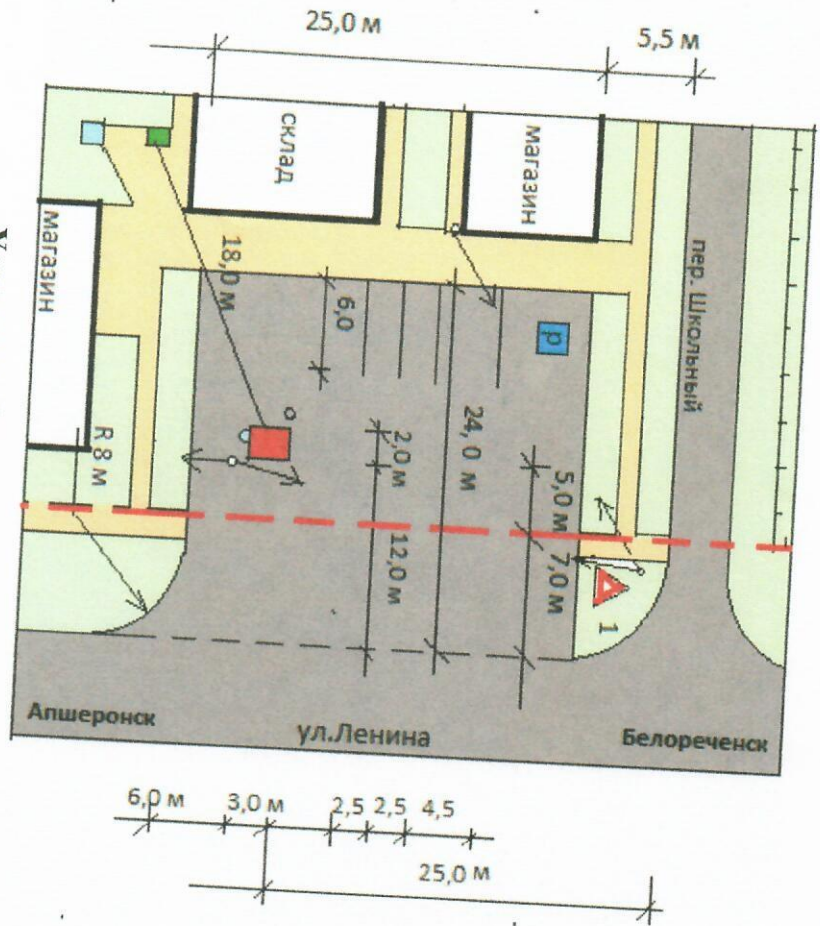 25,0 м
5,5 м
склад
магазин
магазин
пер. Школьный
18,0 м
6,0
р
24, 0 м
2,0 м
5,0 м
R 8 м
12,0 м
7,0 м
1
Апшеронск
ул.Ленина
Белореченск
6,0 м
3,0 м
2,5
2,5
4,5
25,0 м